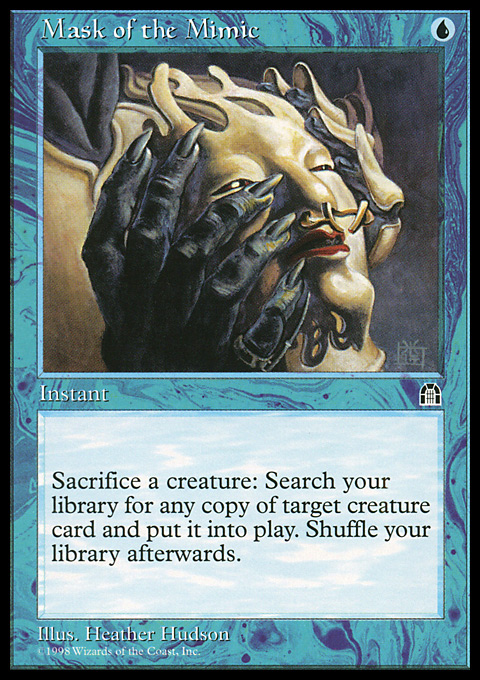 Mask of the Mimic
Instant
Sacrifice a creature: Search your
library for any copy of target creature
card and put it into play. Shuffle your
library afterwards.
Illus. Heather Hudson
©1998 Wizards of the Coast, Inc.